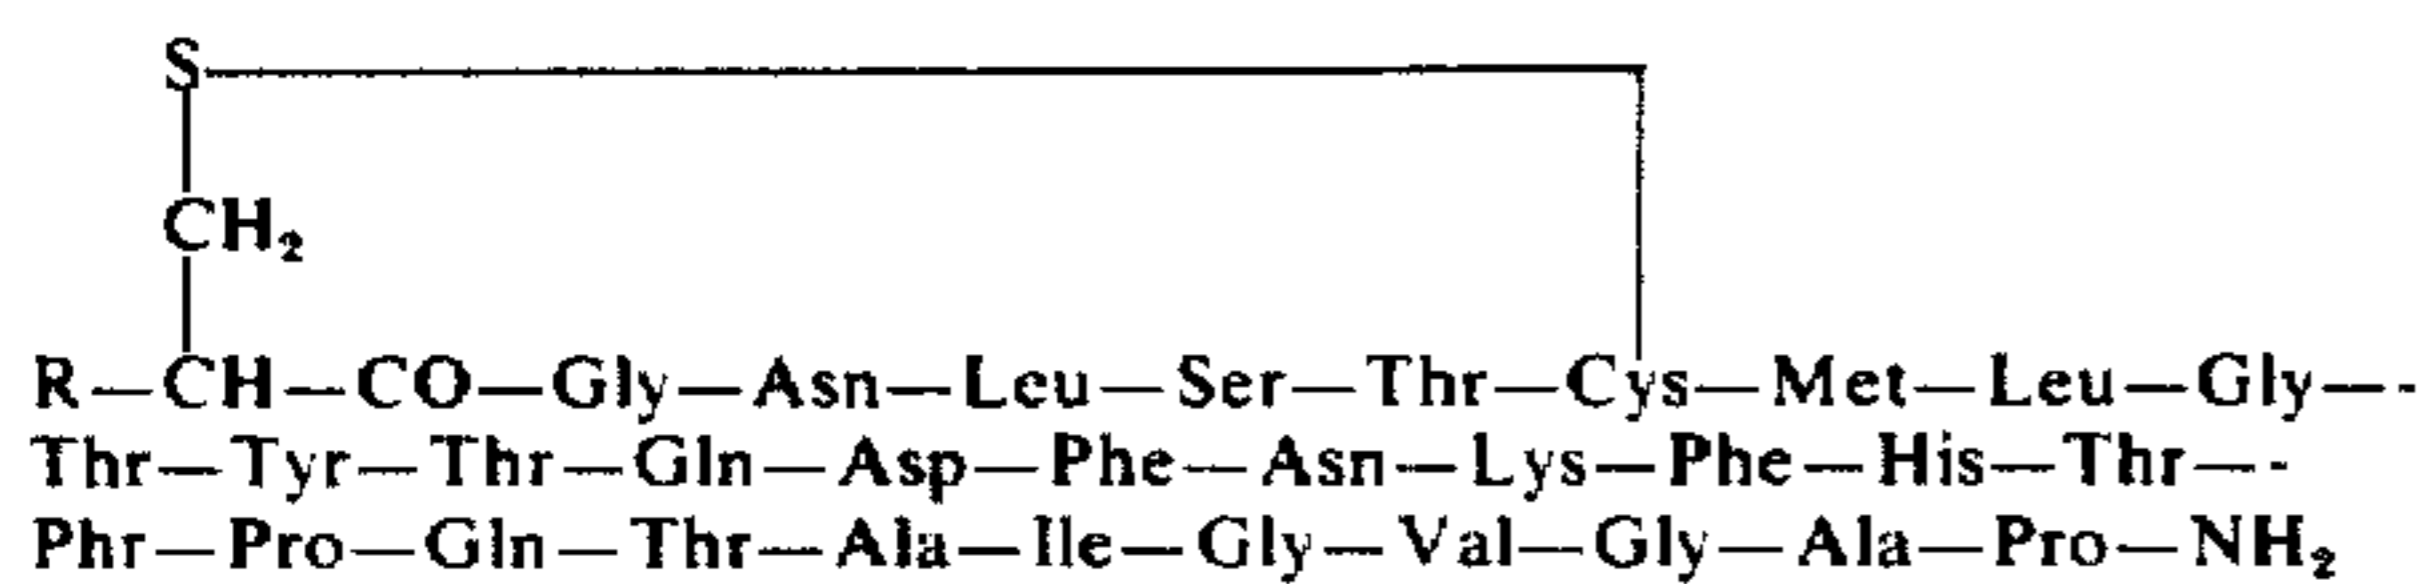 S
CH₂
R—CH—CO—Gly—Asn—Leu—Ser—Thr—Cys—Met—Leu—Gly—-
Thr—Tyr—Thr—Gln—Asp—Phe—Asn—Lys—Phe—His—Thr—-
Phr—Pro—Gln—Thr—Ala—Ile—Gly—Val—Gly—Ala—Pro—NH₂